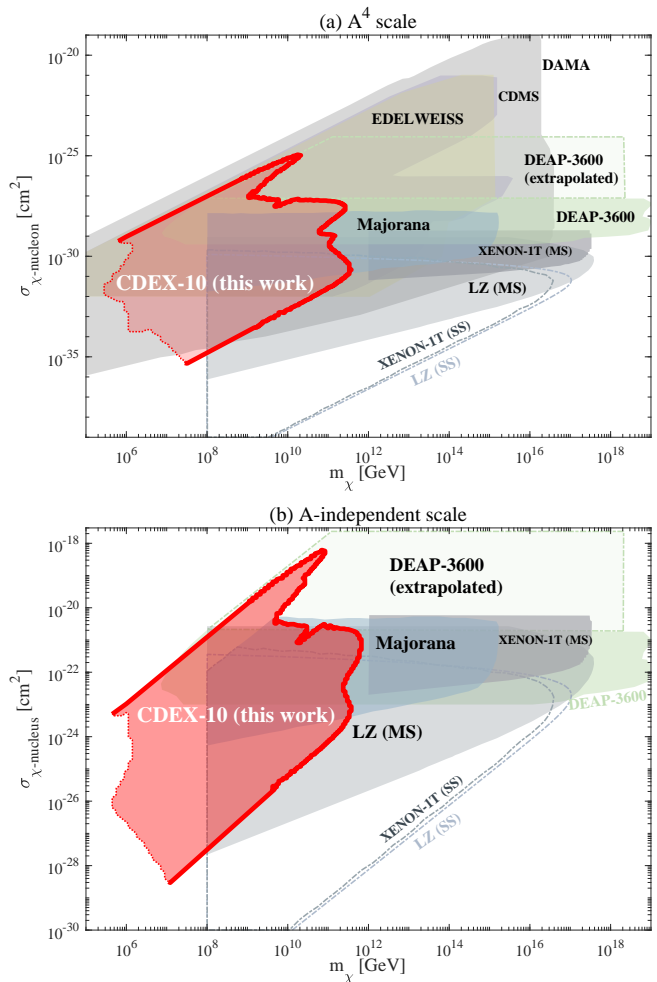 (a) A⁴ scale
10⁻²⁰
DAMA
CDMS
EDELWEISS
10⁻²⁵
DEAP-3600
(extrapolated)
DEAP-3600
Majorana
10⁻³⁰
XENON-1T (MS)
CDEX-10 (this work)
LZ (MS)
XENON-1T (SS)
LZ (SS)
10⁻³⁵
σχ-nucleon [cm²]
10⁶ 10⁸ 10¹⁰ 10¹² 10¹⁴ 10¹⁶ 10¹⁸
mχ [GeV]
(b) A-independent scale
10⁻¹⁸
DEAP-3600
(extrapolated)
10⁻²⁰
Majorana
XENON-1T (MS)
10⁻²²
DEAP-3600
CDEX-10 (this work)
LZ (MS)
10⁻²⁴
XENON-1T (SS)
LZ (SS)
10⁻²⁶
10⁻²⁸
10⁻³⁰
σχ-nucleus [cm²]
10⁶ 10⁸ 10¹⁰ 10¹² 10¹⁴ 10¹⁶ 10¹⁸
mχ [GeV]